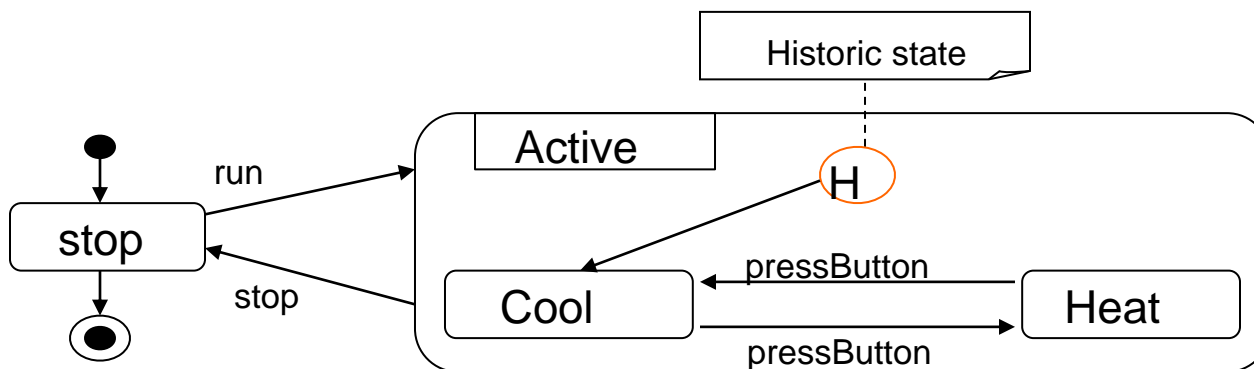 Historic state
Active
run
H
stop
pressButton
stop
Cool
Heat
pressButton